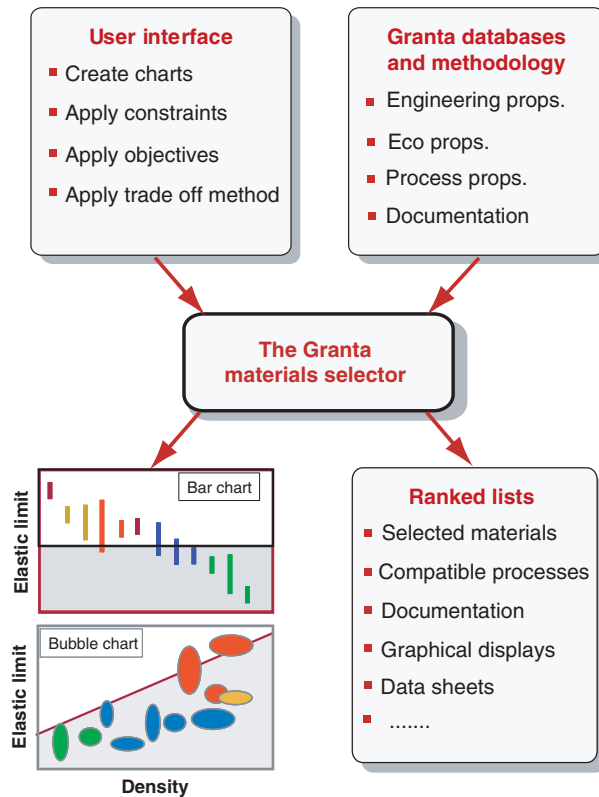 User interface
▪ Create charts
▪ Apply constraints
▪ Apply objectives
▪ Apply trade off method
Granta databases
and methodology
▪ Engineering props.
▪ Eco props.
▪ Process props.
▪ Documentation
The Granta
materials selector
Bar chart
Elastic limit
Bubble chart
Elastic limit
Density
Ranked lists
▪ Selected materials
▪ Compatible processes
▪ Documentation
▪ Graphical displays
▪ Data sheets
▪ .......